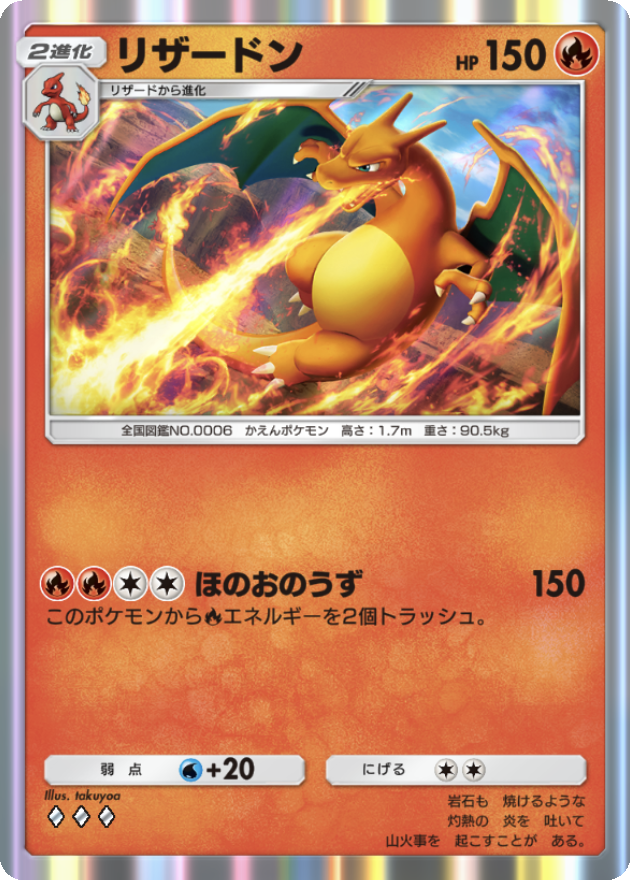 2進化
リザードン
HP 150
リザードから進化
全国図鑑NO.0006 かえんポケモン 高さ:1.7m 重さ:90.5kg
ほのおのうず 150
このポケモンからエネルギーを2個トラッシュ。
弱点 +20
にげる
Illus. takuyoa
岩石も 焼けるような
灼熱の 炎を 吐いて
山火事を 起こすことが ある。